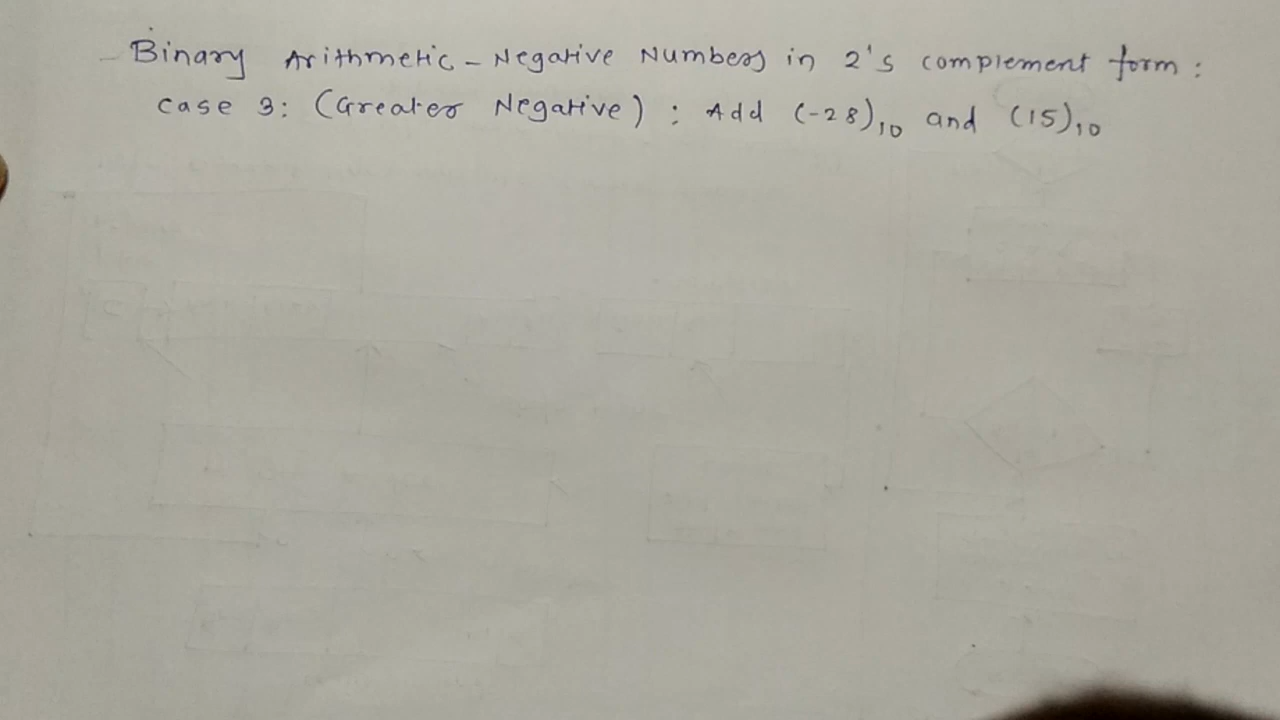 Binary Arithmetic - Negative Numbers in 2's complement form :
case 3: (Greater Negative) : Add (-28)₁₀ and (15)₁₀